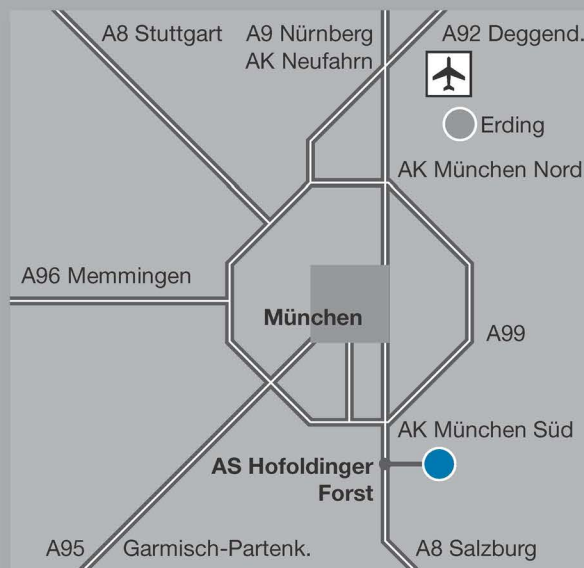 A8 Stuttgart
A9 Nürnberg
AK Neufahrn
A92 Deggend.
Erding
AK München Nord
A96 Memmingen
München
A99
AK München Süd
AS Hofoldinger
Forst
A95
Garmisch-Partenk.
A8 Salzburg